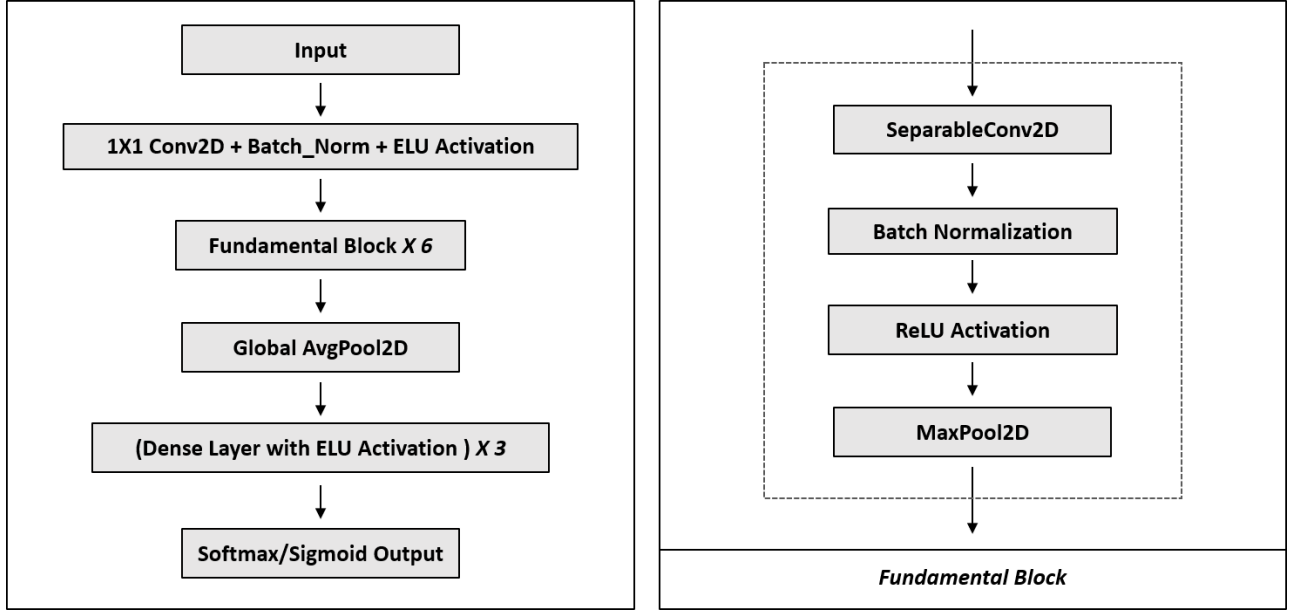 Input
1X1 Conv2D + Batch_Norm + ELU Activation
Fundamental Block X 6
Global AvgPool2D
(Dense Layer with ELU Activation ) X 3
Softmax/Sigmoid Output
SeparableConv2D
Batch Normalization
ReLU Activation
MaxPool2D
Fundamental Block